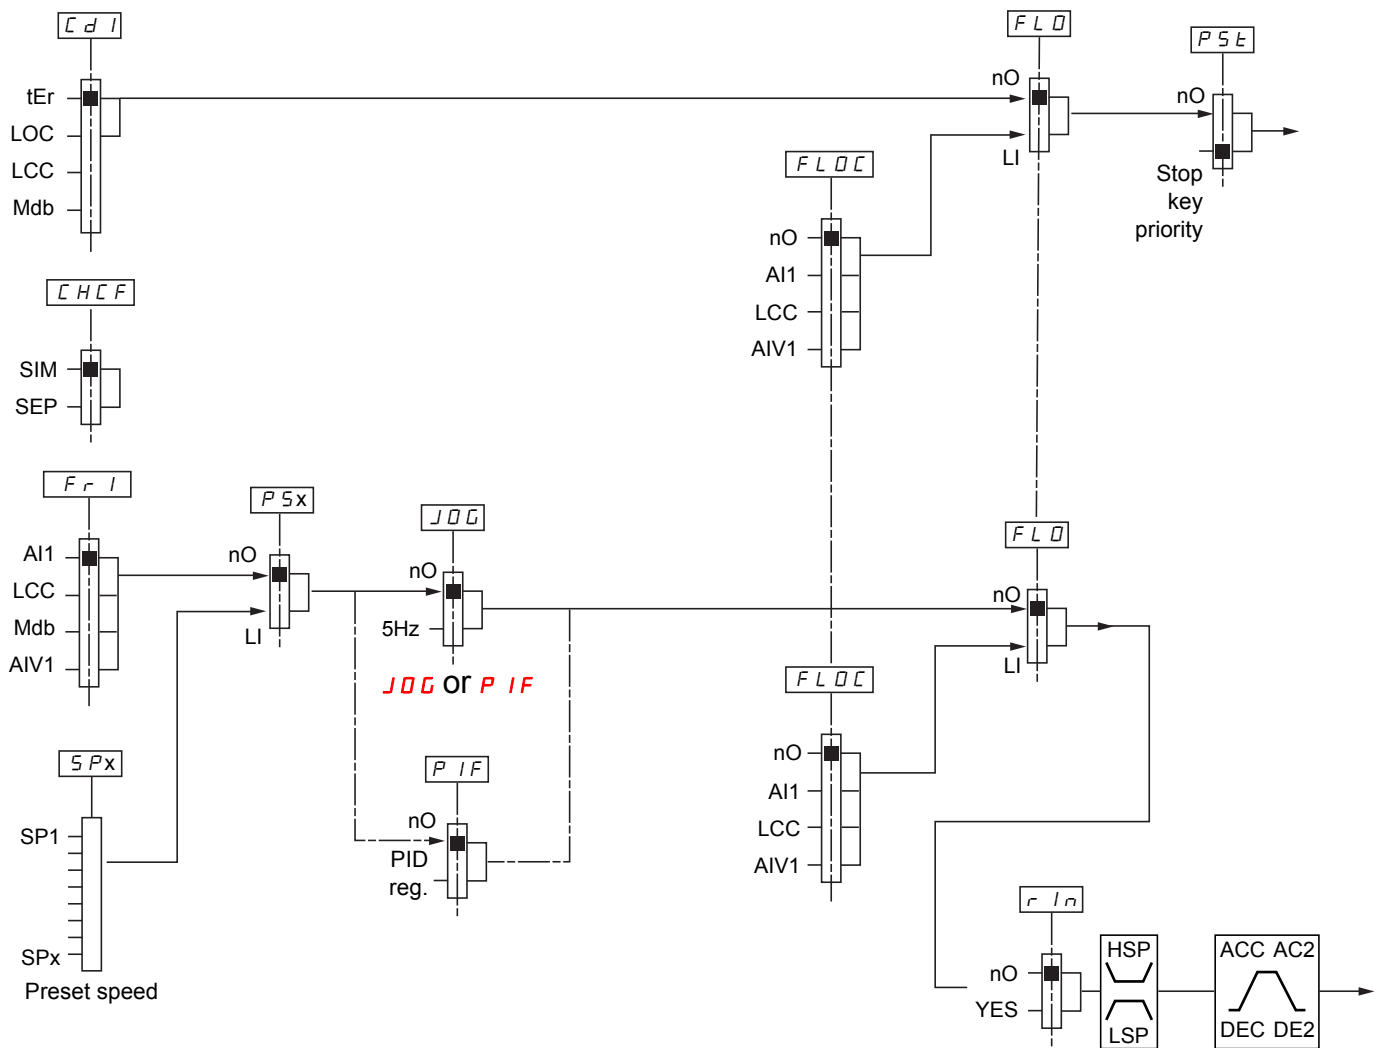 Cd1
tEr
LOC
LCC
Mdb
CHCF
SIM
SEP
Fr1
AI1
LCC
Mdb
AIV1
SPx
SP1
SPx
Preset speed
PSx
nO
LI
JOG
nO
5Hz
JOG or PIF
PIF
nO
PID
reg.
FLOC
nO
AI1
LCC
AIV1
FLO
nO
LI
PSt
nO
Stop
key
priority
FLOC
nO
AI1
LCC
AIV1
FLO
nO
LI
rIn
nO
YES
HSP
LSP
ACC AC2
DEC DE2